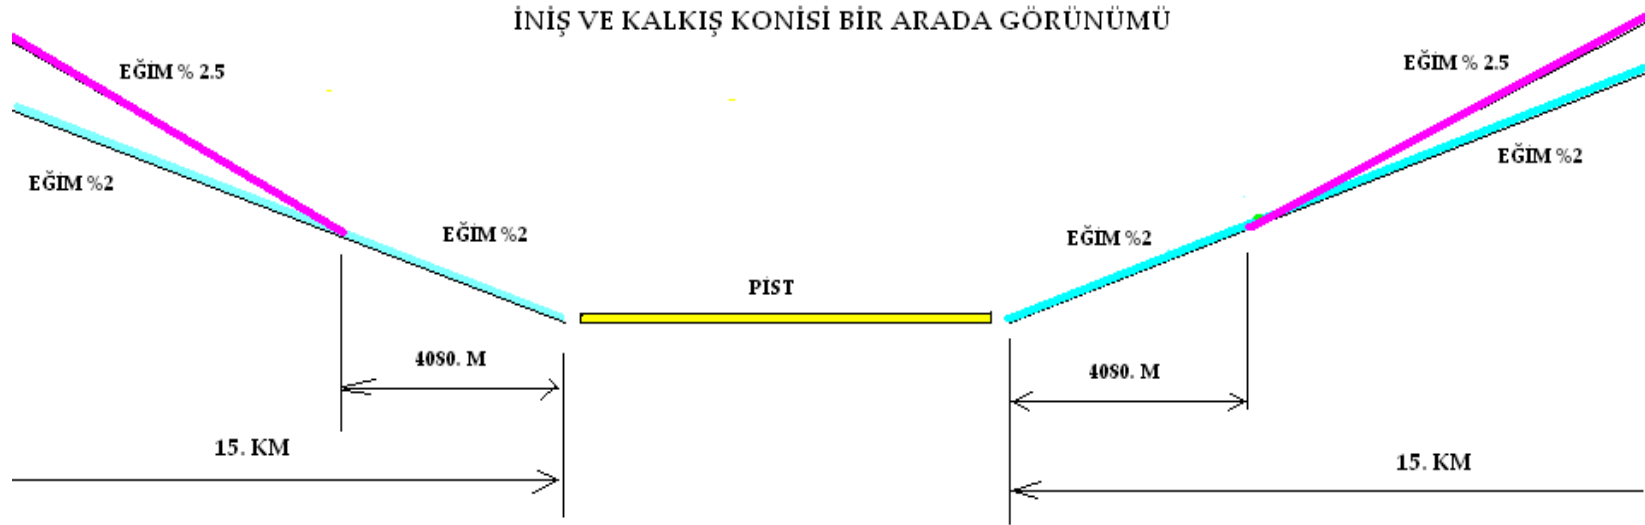 İNİŞ VE KALKIŞ KONİSİ BİR ARADA GÖRÜNÜMÜ
EĞİM % 2.5
EĞİM % 2.5
EĞİM %2
EĞİM %2
EĞİM %2
EĞİM %2
PİST
4080. M
4080. M
15. KM
15. KM